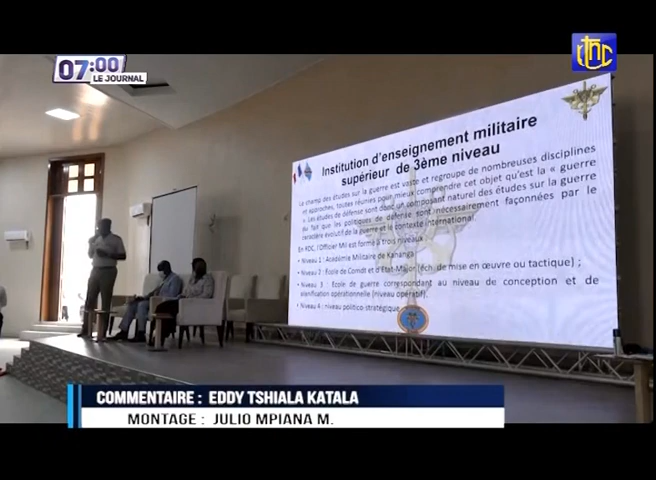 07:00
LE JOURNAL
rtnc
Institution d'enseignement militaire
supérieur de 3ème niveau
Le champ des études sur la guerre est vaste et regroupe de nombreuses disciplines
et approches, toutes réunies pour mieux comprendre cet objet qu'est la « guerre
». Les études de défense sont donc un composant naturel des études sur la guerre
du fait que les politiques de défense sont nécessairement façonnées par le
caractère évolutif de la guerre et le contexte international.
En RDC, l'Officier Mil est formé à trois niveaux
• Niveau 1 : Académie Militaire de Kananga
• Niveau 2 : Ecole de Comdt et d'Etat-Major (éch. de mise en œuvre ou tactique) ;
• Niveau 3 : Ecole de guerre correspondant au niveau de conception et de
planification opérationnelle (niveau opératif).
• Niveau 4 : niveau politico-stratégique
COMMENTAIRE : EDDY TSHIALA KATALA
MONTAGE : JULIO MPIANA M.